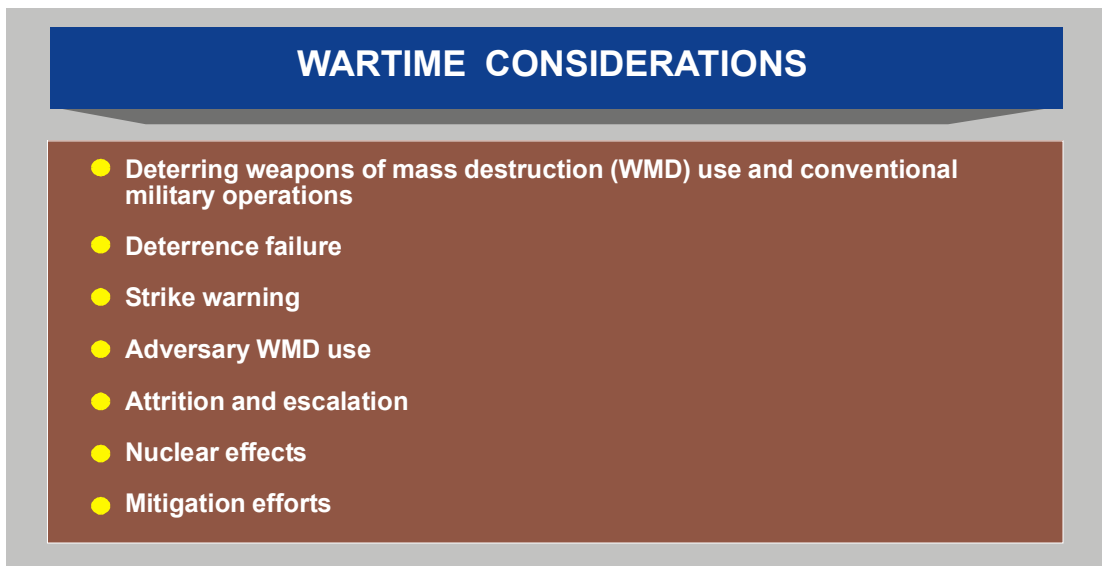 WARTIME CONSIDERATIONS
Deterring weapons of mass destruction (WMD) use and conventional
military operations
Deterrence failure
Strike warning
Adversary WMD use
Attrition and escalation
Nuclear effects
Mitigation efforts